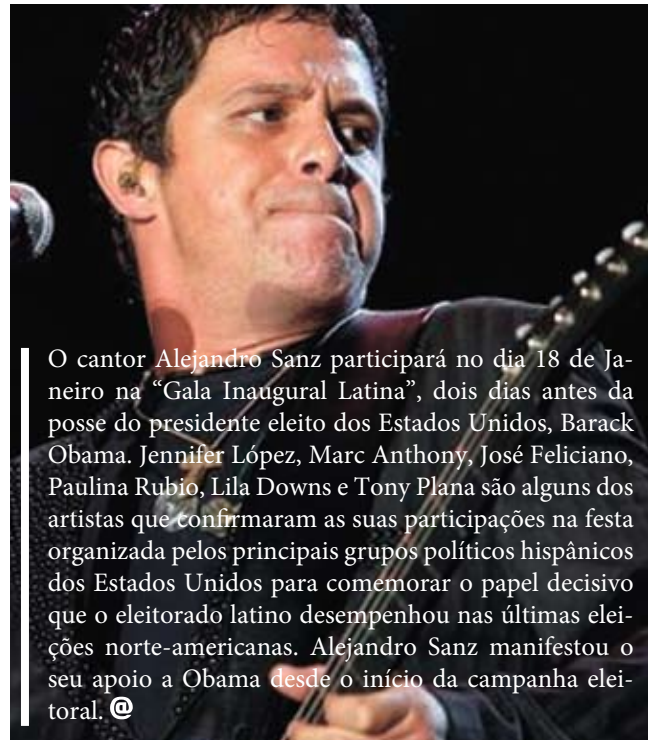 O cantor Alejandro Sanz participará no dia 18 de Ja-
neiro na “Gala Inaugural Latina”, dois dias antes da
posse do presidente eleito dos Estados Unidos, Barack
Obama. Jennifer López, Marc Anthony, José Feliciano,
Paulina Rubio, Lila Downs e Tony Plana são alguns dos
artistas que confirmaram as suas participações na festa
organizada pelos principais grupos políticos hispânicos
dos Estados Unidos para comemorar o papel decisivo
que o eleitorado latino desempenhou nas últimas elei-
ções norte-americanas. Alejandro Sanz manifestou o
seu apoio a Obama desde o início da campanha elei-
toral. @